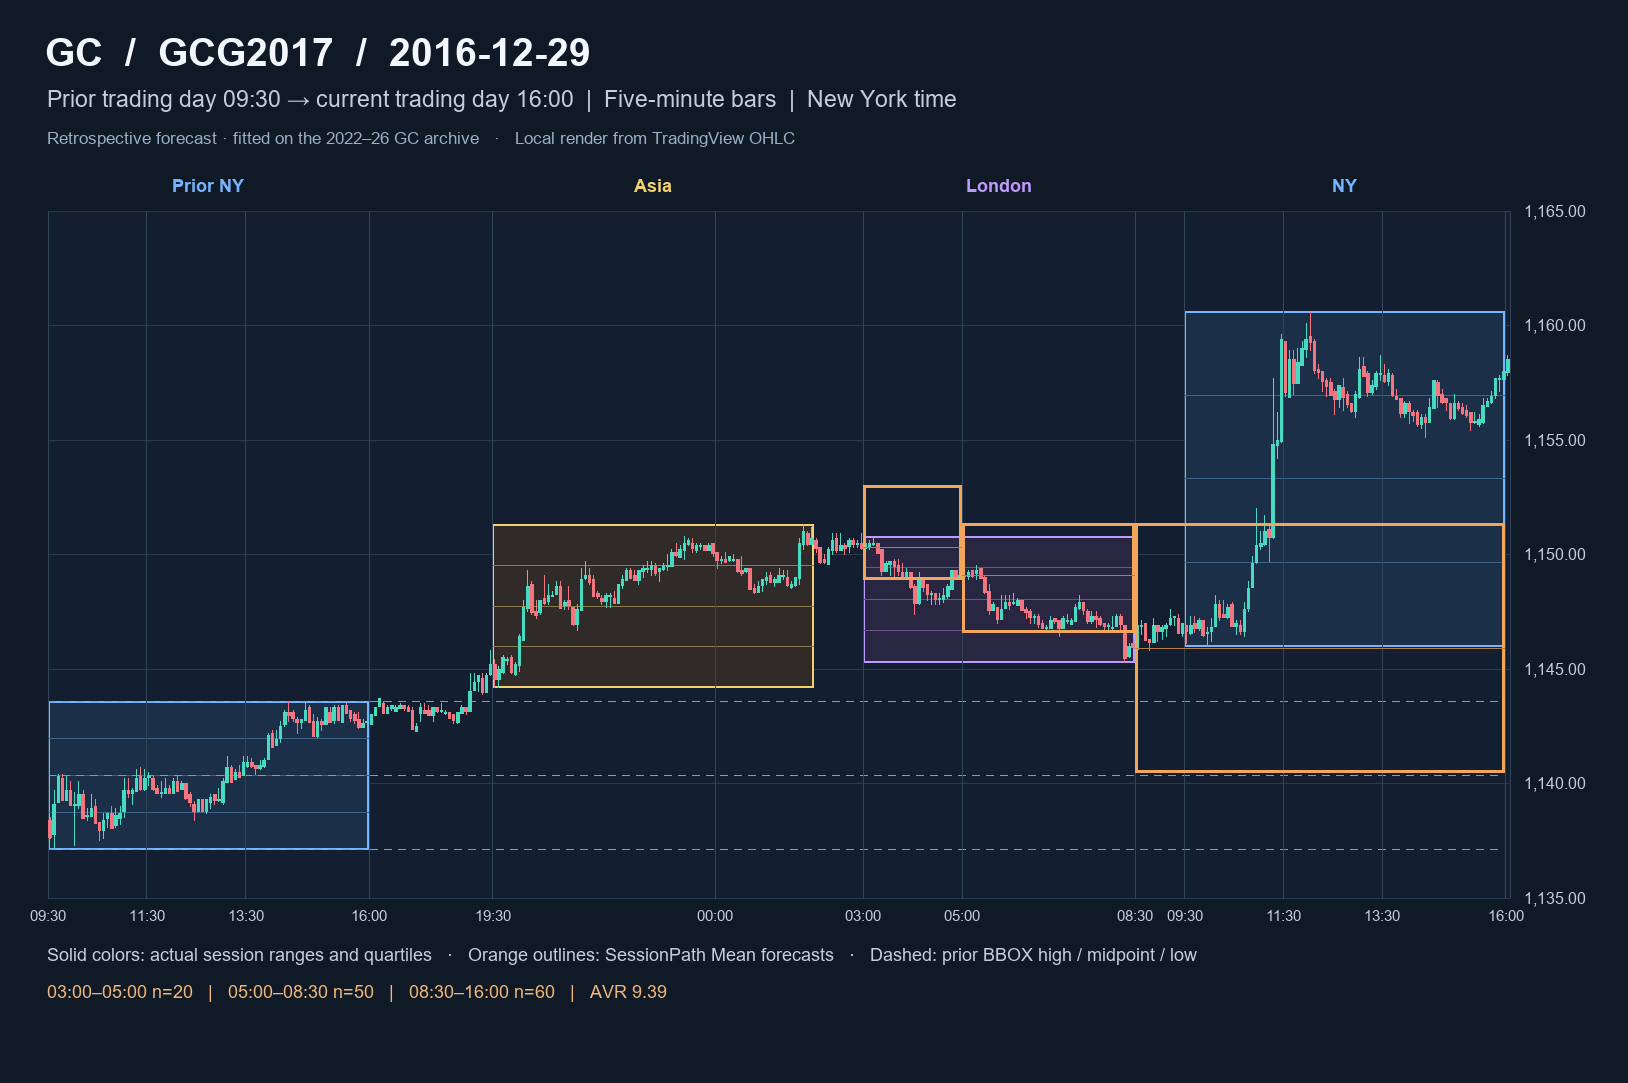 GC / GCG2017 / 2016-12-29
Prior trading day 09:30 → current trading day 16:00 | Five-minute bars | New York time
Retrospective forecast · fitted on the 2022–26 GC archive · Local render from TradingView OHLC
Prior NY Asia London NY
1,165.00
1,160.00
1,155.00
1,150.00
1,145.00
1,140.00
1,135.00
09:30 11:30 13:30 16:00 19:30 00:00 03:00 05:00 08:30 09:30 11:30 13:30 16:00
Solid colors: actual session ranges and quartiles · Orange outlines: SessionPath Mean forecasts · Dashed: prior BBOX high / midpoint / low
03:00–05:00 n=20 | 05:00–08:30 n=50 | 08:30–16:00 n=60 | AVR 9.39